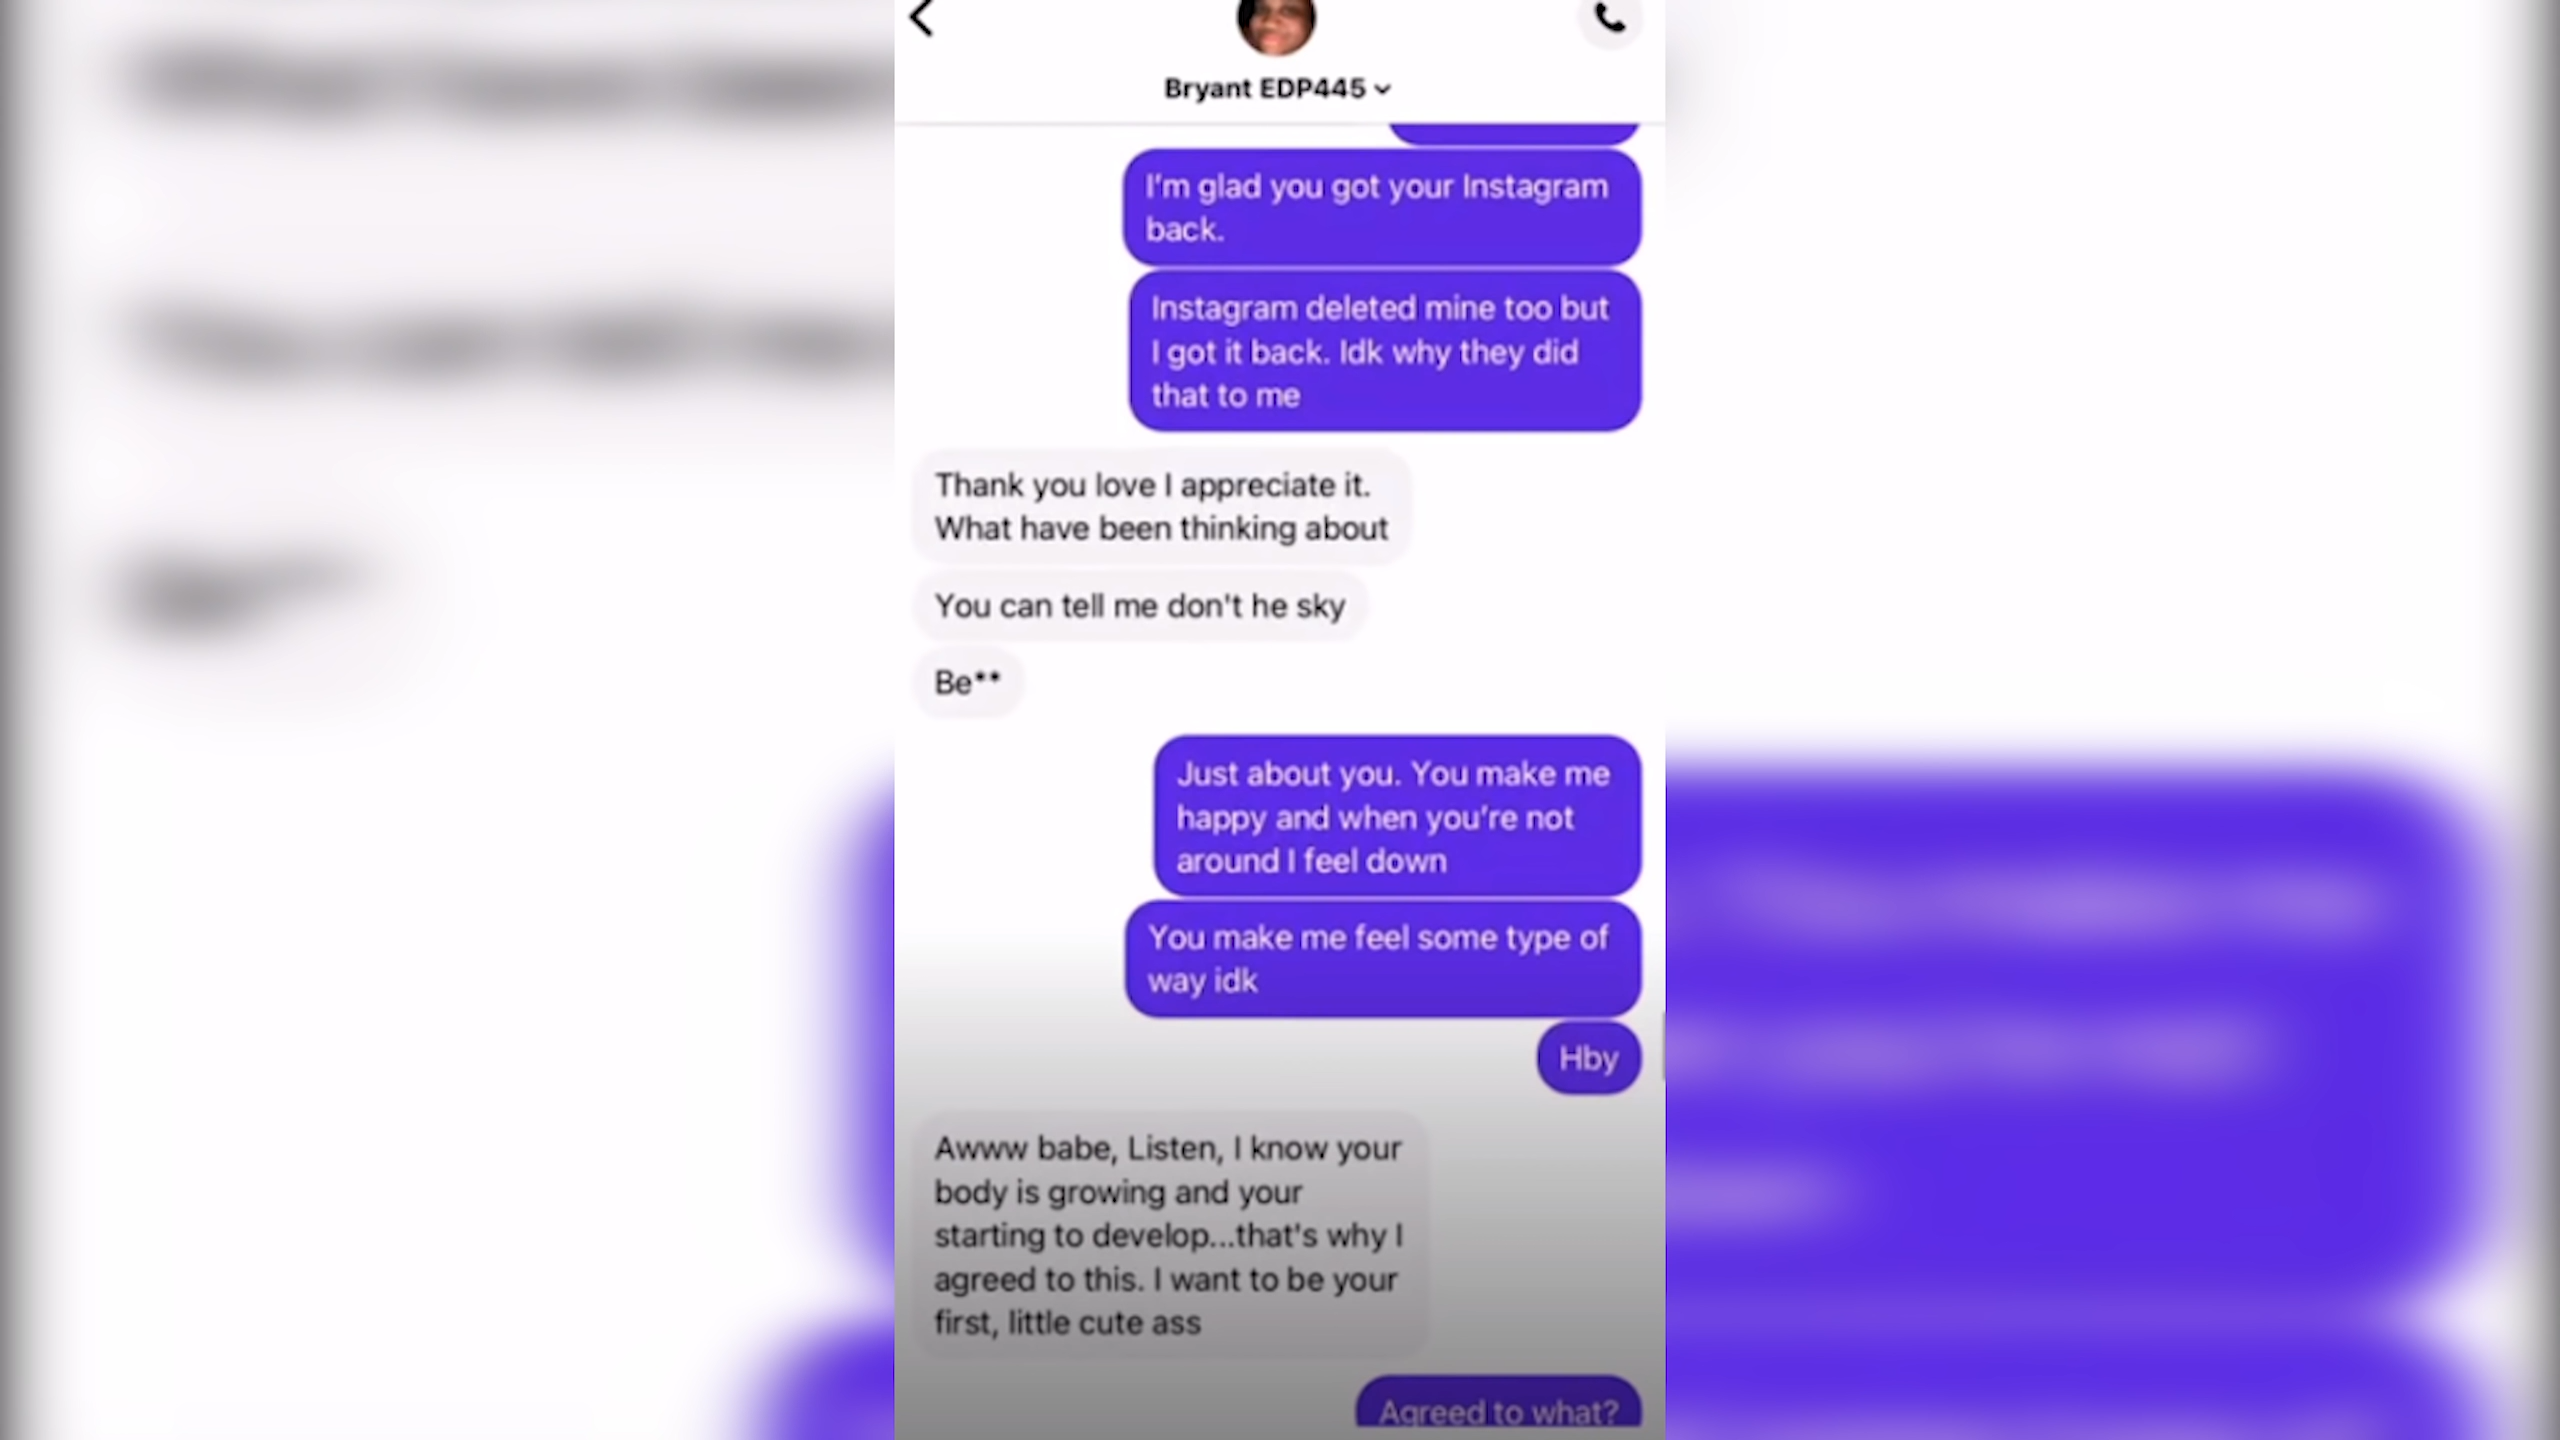 Bryant EDP445
I'm glad you got your Instagram
back.
Instagram deleted mine too but
I got it back. Idk why they did
that to me
Thank you love I appreciate it.
What have been thinking about
You can tell me don't he sky
Be**
Just about you. You make me
happy and when you're not
around I feel down
You make me feel some type of
way idk
Hby
Awww babe, Listen, I know your
body is growing and your
starting to develop...that's why I
agreed to this. I want to be your
first, little cute ass
Agreed to what?